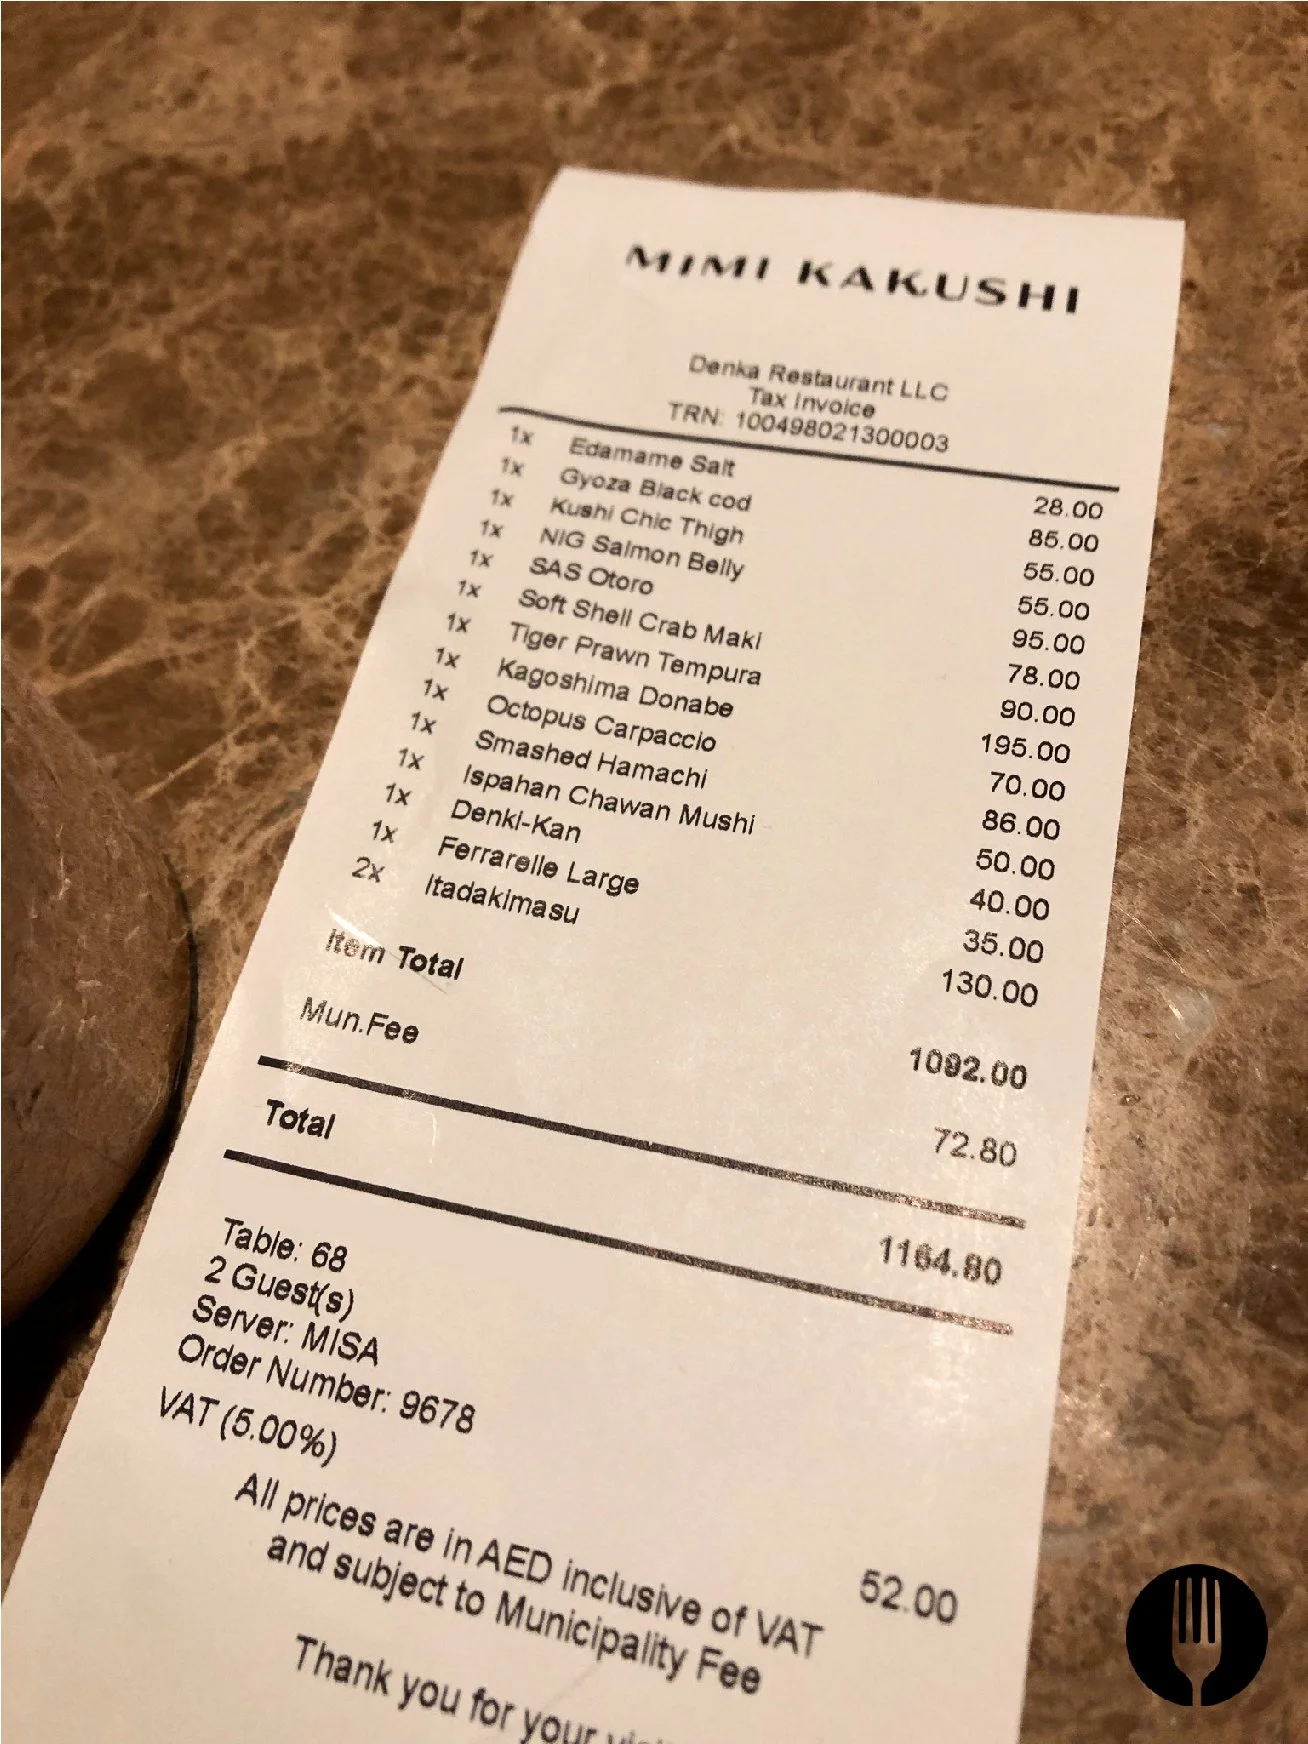 MIMI KAKUSHI
Denka Restaurant LLC
Tax Invoice
TRN: 100498021300003
1x Edamame Salt 28.00
1x Gyoza Black cod 85.00
1x Kushi Chic Thigh 55.00
1x NIG Salmon Belly 55.00
1x SAS Otoro 95.00
1x Soft Shell Crab Maki 78.00
1x Tiger Prawn Tempura 90.00
1x Kagoshima Donabe 195.00
1x Octopus Carpaccio 70.00
1x Smashed Hamachi 86.00
1x Ispahan Chawan Mushi 50.00
1x Denki-Kan 40.00
1x Ferrarelle Large 35.00
2x Itadakimasu 130.00
Item Total 1092.00
Mun.Fee 72.80
Total 1164.80
Table: 68
2 Guest(s)
Server: MISA
Order Number: 9678
VAT (5.00%) 52.00
All prices are in AED inclusive of VAT
and subject to Municipality Fee
Thank you for your